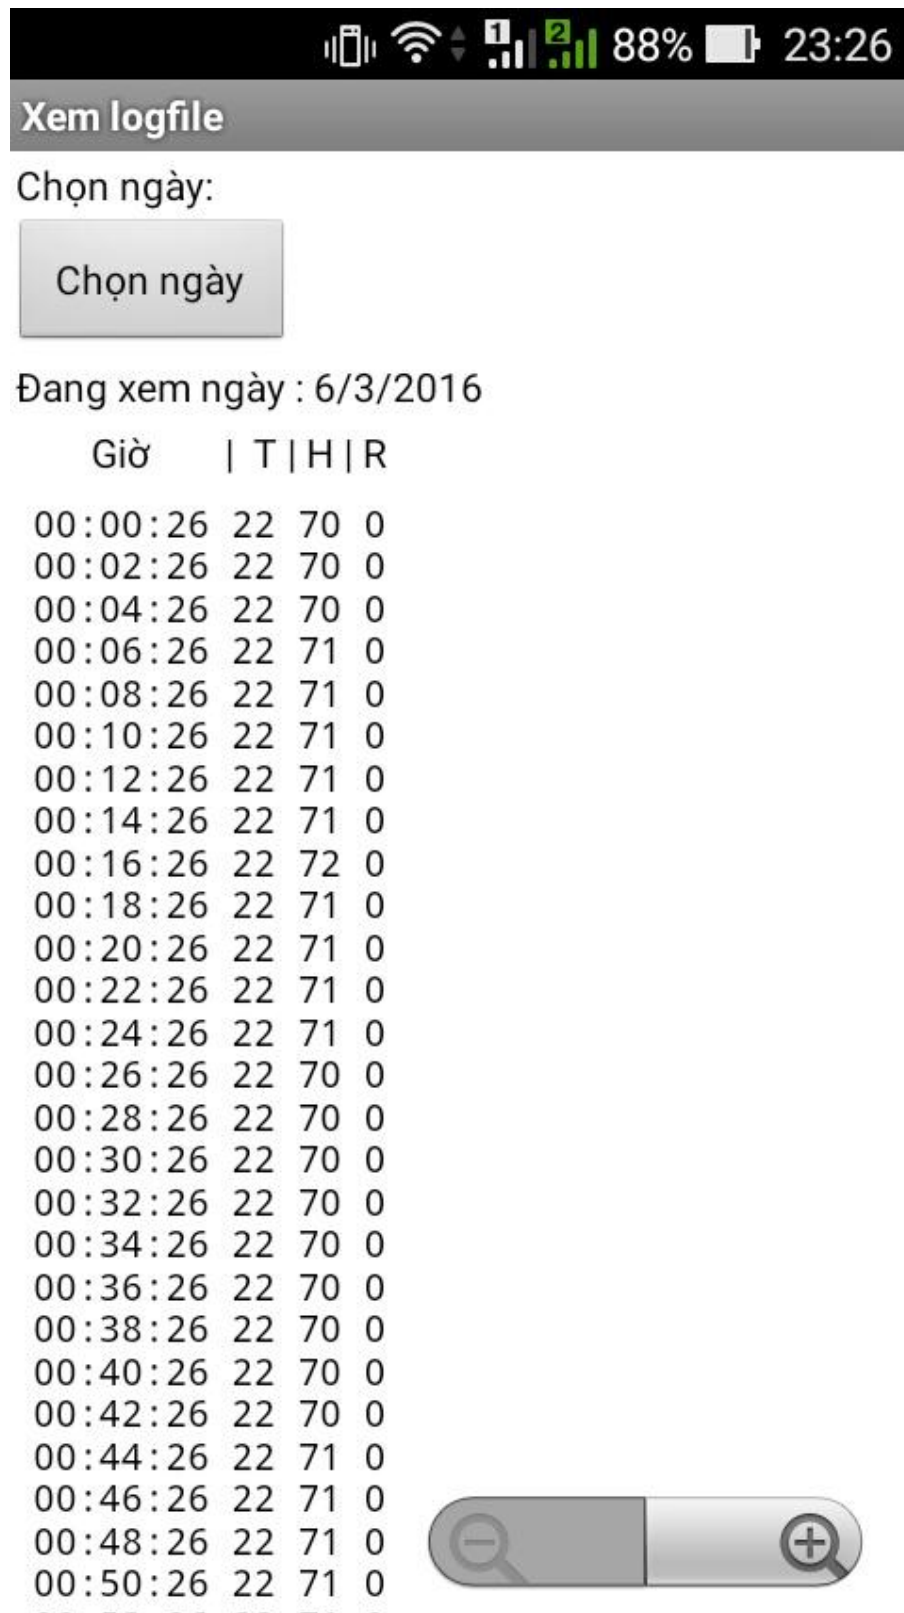 1 2 88% 23:26
Xem logfile
Chọn ngày:
Chọn ngày
Đang xem ngày : 6/3/2016
Giờ | T | H | R
00:00:26 22 70 0
00:02:26 22 70 0
00:04:26 22 70 0
00:06:26 22 71 0
00:08:26 22 71 0
00:10:26 22 71 0
00:12:26 22 71 0
00:14:26 22 71 0
00:16:26 22 72 0
00:18:26 22 71 0
00:20:26 22 71 0
00:22:26 22 71 0
00:24:26 22 71 0
00:26:26 22 70 0
00:28:26 22 70 0
00:30:26 22 70 0
00:32:26 22 70 0
00:34:26 22 70 0
00:36:26 22 70 0
00:38:26 22 70 0
00:40:26 22 70 0
00:42:26 22 70 0
00:44:26 22 71 0
00:46:26 22 71 0
00:48:26 22 71 0
00:50:26 22 71 0